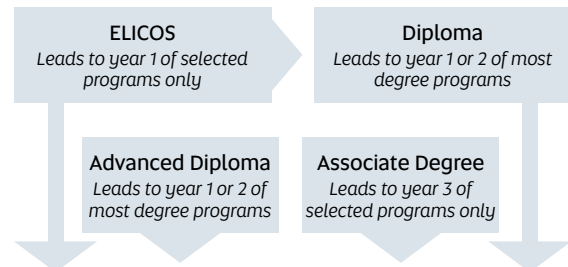 ELICOS
Leads to year 1 of selected
programs only
Diploma
Leads to year 1 or 2 of most
degree programs
Advanced Diploma
Leads to year 1 or 2 of
most degree programs
Associate Degree
Leads to year 3 of
selected programs only